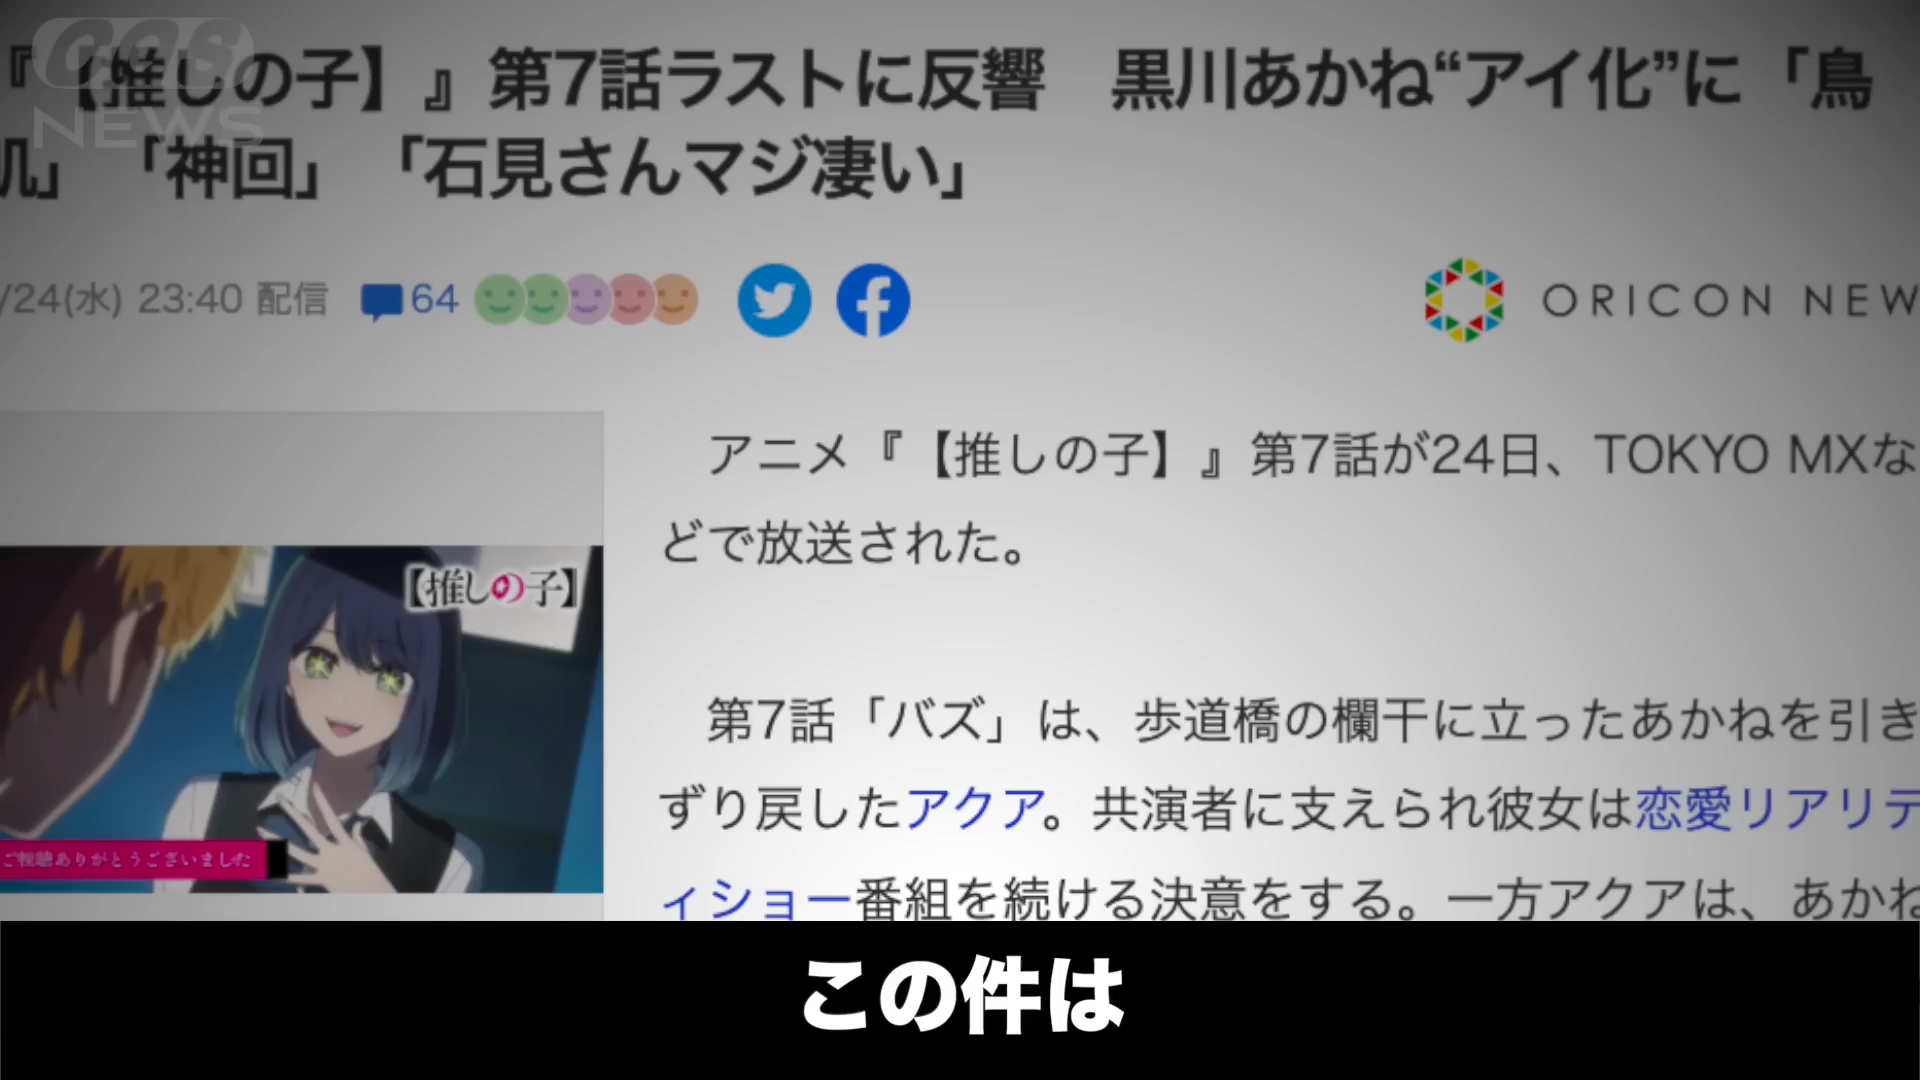 『【推しの子】』第7話ラストに反響　黒川あかね“アイ化”に「鳥
肌」「神回」「石見さんマジ凄い」
NEWS
/24(水) 23:40 配信
64
ORICON NEW
アニメ『【推しの子】』第7話が24日、TOKYO MXな
どで放送された。
【推しの子】
第7話「バズ」は、歩道橋の欄干に立ったあかねを引き
ずり戻したアクア。共演者に支えられ彼女は恋愛リアリテ
ご視聴ありがとうございました
ィショー番組を続ける決意をする。一方アクアは、あかね
この件は